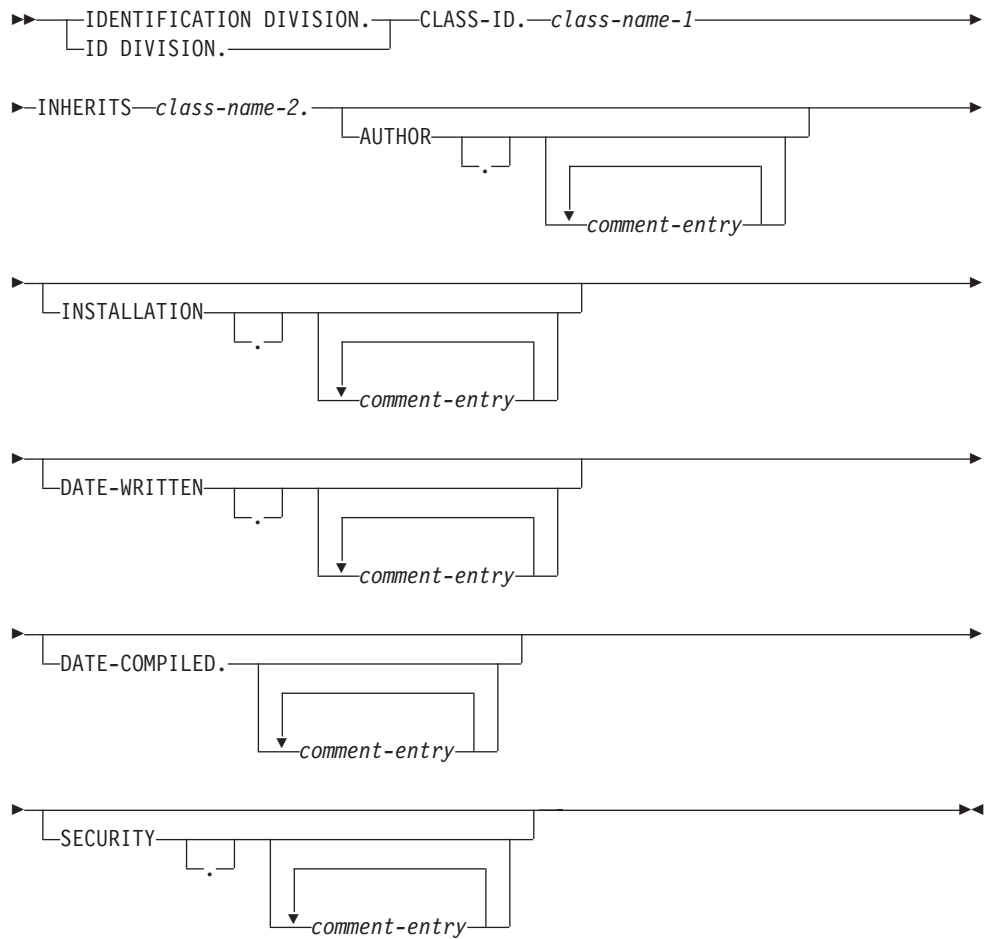 IDENTIFICATION DIVISION. CLASS-ID. class-name-1
ID DIVISION.
INHERITS class-name-2.
AUTHOR
.
comment-entry
INSTALLATION
.
comment-entry
DATE-WRITTEN
.
comment-entry
DATE-COMPILED.
comment-entry
SECURITY
.
comment-entry